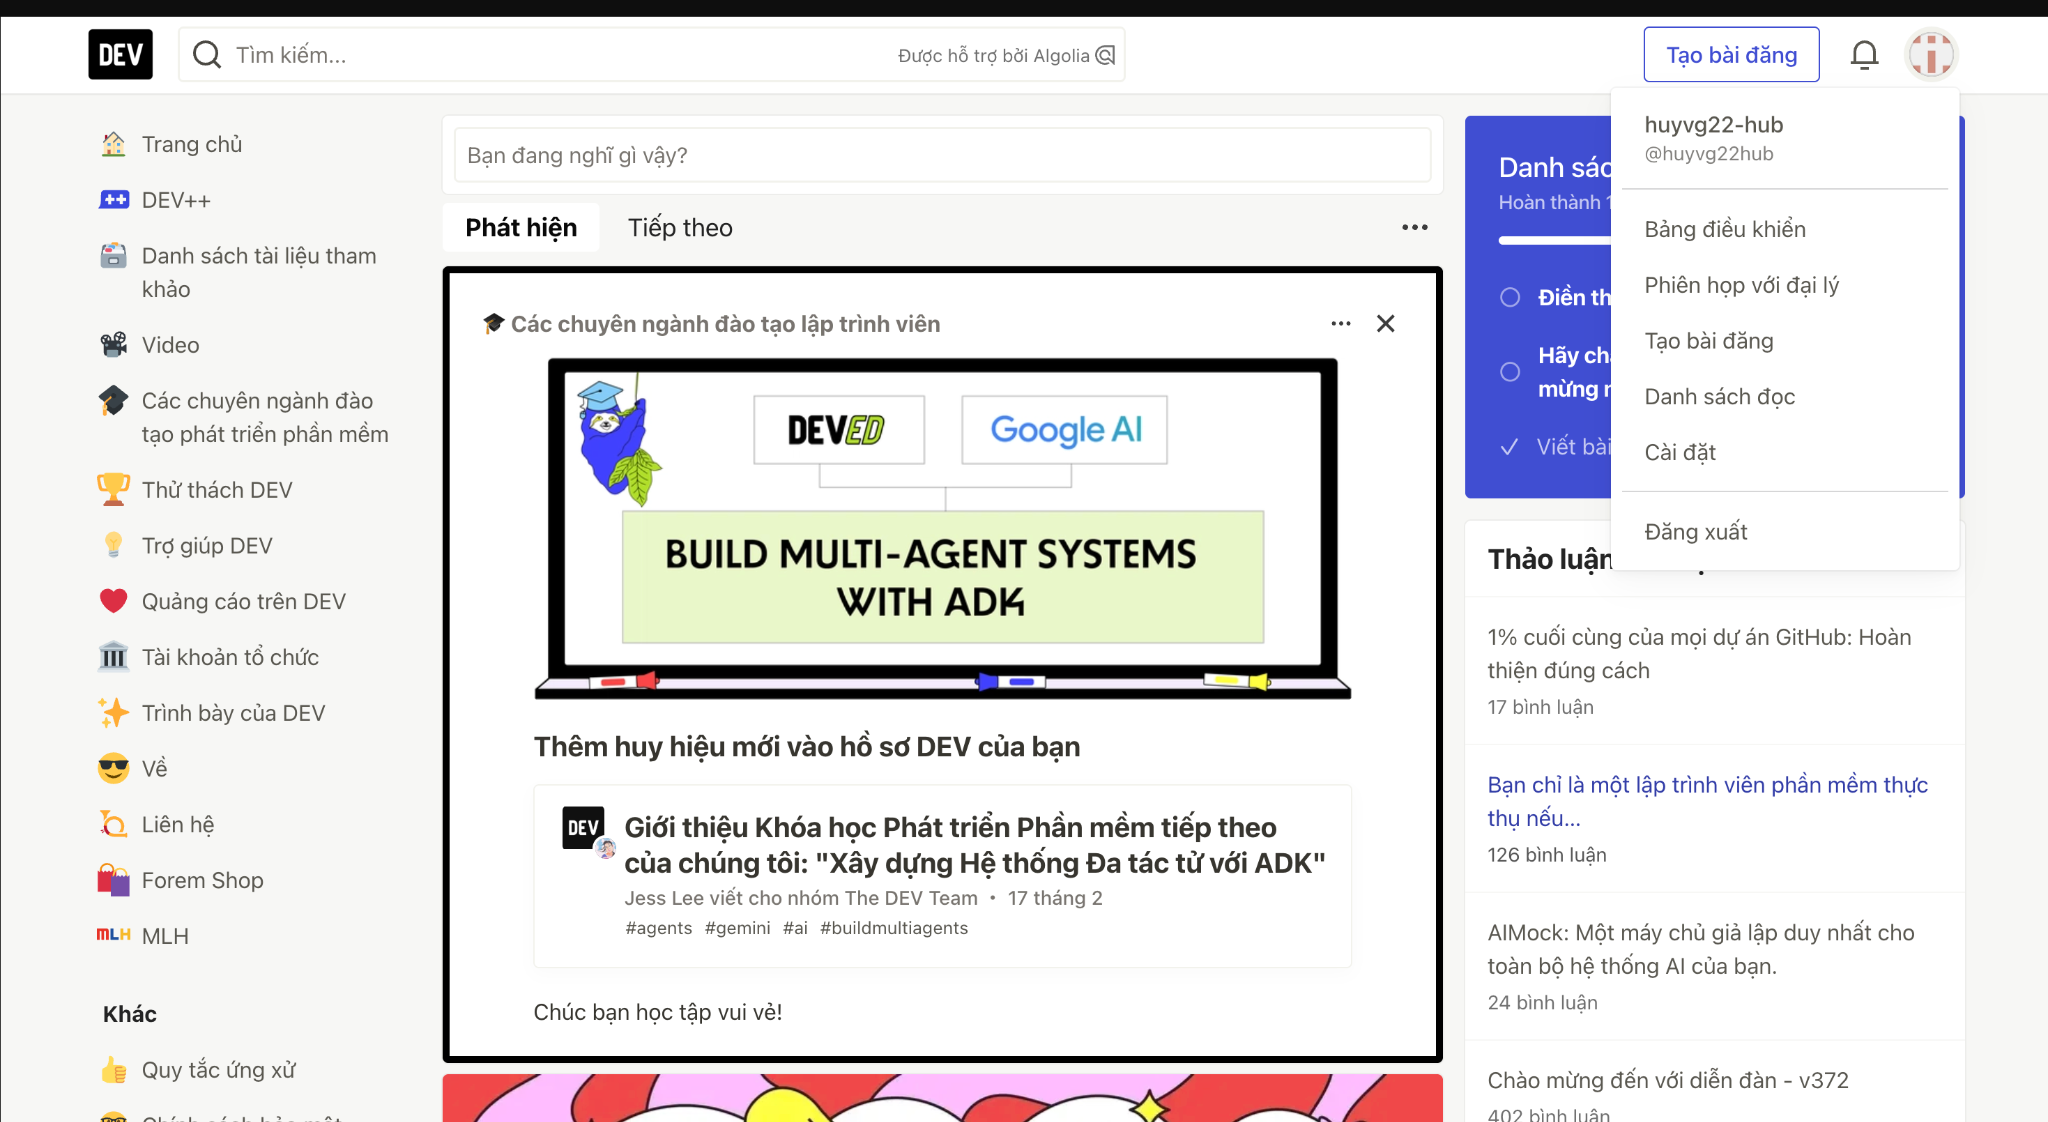 DEV
Tìm kiếm...
Được hỗ trợ bởi Algolia
Tạo bài đăng
huyvg22-hub
@huyvg22hub
Bảng điều khiển
Phiên họp với đại lý
Tạo bài đăng
Danh sách đọc
Cài đặt
Đăng xuất
Trang chủ
DEV++
Danh sách tài liệu tham
khảo
Video
Các chuyên ngành đào
tạo phát triển phần mềm
Thử thách DEV
Trợ giúp DEV
Quảng cáo trên DEV
Tài khoản tổ chức
Trình bày của DEV
Về
Liên hệ
Forem Shop
MLH MLH
Khác
Quy tắc ứng xử
Bạn đang nghĩ gì vậy?
Phát hiện Tiếp theo
Các chuyên ngành đào tạo lập trình viên
DEVED Google AI
BUILD MULTI-AGENT SYSTEMS
WITH ADK
Thêm huy hiệu mới vào hồ sơ DEV của bạn
DEV
Giới thiệu Khóa học Phát triển Phần mềm tiếp theo
của chúng tôi: "Xây dựng Hệ thống Đa tác tử với ADK"
Jess Lee viết cho nhóm The DEV Team • 17 tháng 2
#agents #gemini #ai #buildmultiagents
Chúc bạn học tập vui vẻ!
Danh sác
Hoàn thành 1
Điền th
Hãy ch
mừng
Viết bài
Thảo luận
1% cuối cùng của mọi dự án GitHub: Hoàn
thiện đúng cách
17 bình luận
Bạn chỉ là một lập trình viên phần mềm thực
thụ nếu...
126 bình luận
AIMock: Một máy chủ giả lập duy nhất cho
toàn bộ hệ thống AI của bạn.
24 bình luận
Chào mừng đến với diễn đàn - v372
402 bình luận